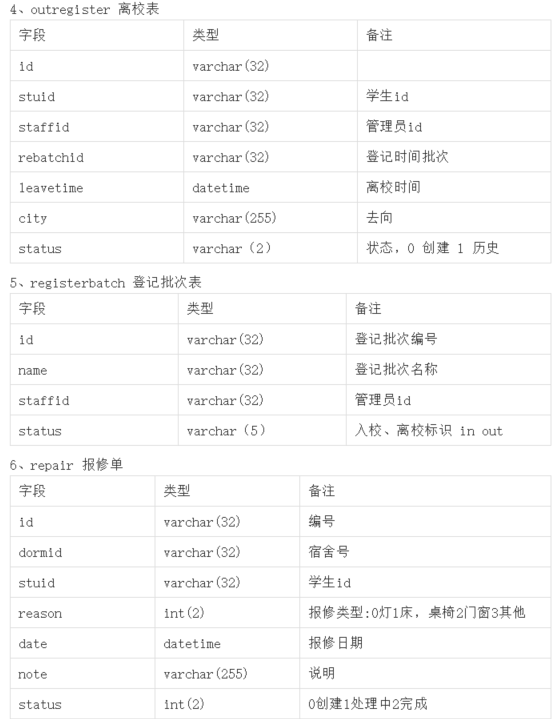 4、outregister 离校表
字段 类型 备注
id varchar(32)
stuid varchar(32) 学生id
staffid varchar(32) 管理员id
rebatchid varchar(32) 登记时间批次
leavetime datetime 离校时间
city varchar(255) 去向
status varchar（2） 状态，0 创建 1 历史
5、registerbatch 登记批次表
字段 类型 备注
id varchar(32) 登记批次编号
name varchar(32) 登记批次名称
staffid varchar(32) 管理员id
status varchar（5） 入校、离校标识 in out
6、repair 报修单
字段 类型 备注
id varchar(32) 编号
dormid varchar(32) 宿舍号
stuid varchar(32) 学生id
reason int(2) 报修类型:0灯1床，桌椅2门窗3其他
date datetime 报修日期
note varchar(255) 说明
status int(2) 0创建1处理中2完成